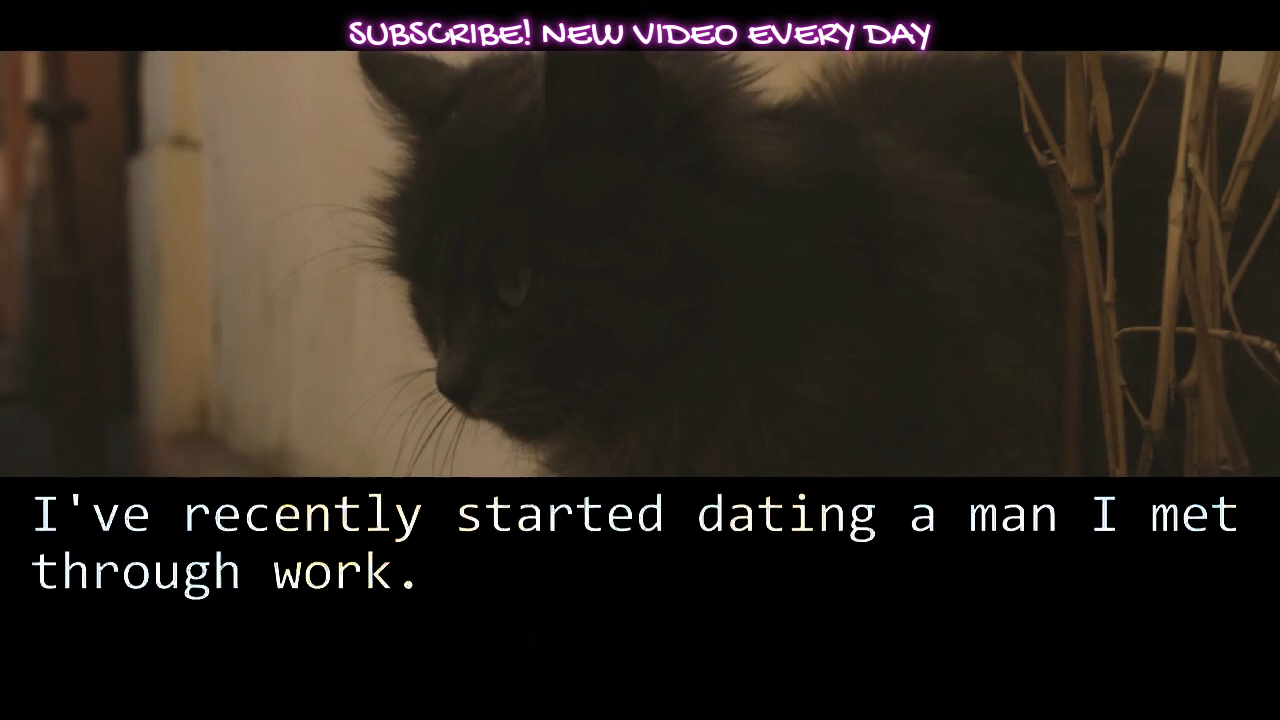 SUBSCRIBE! NEW VIDEO EVERY DAY
I've recently started dating a man I met
through work.